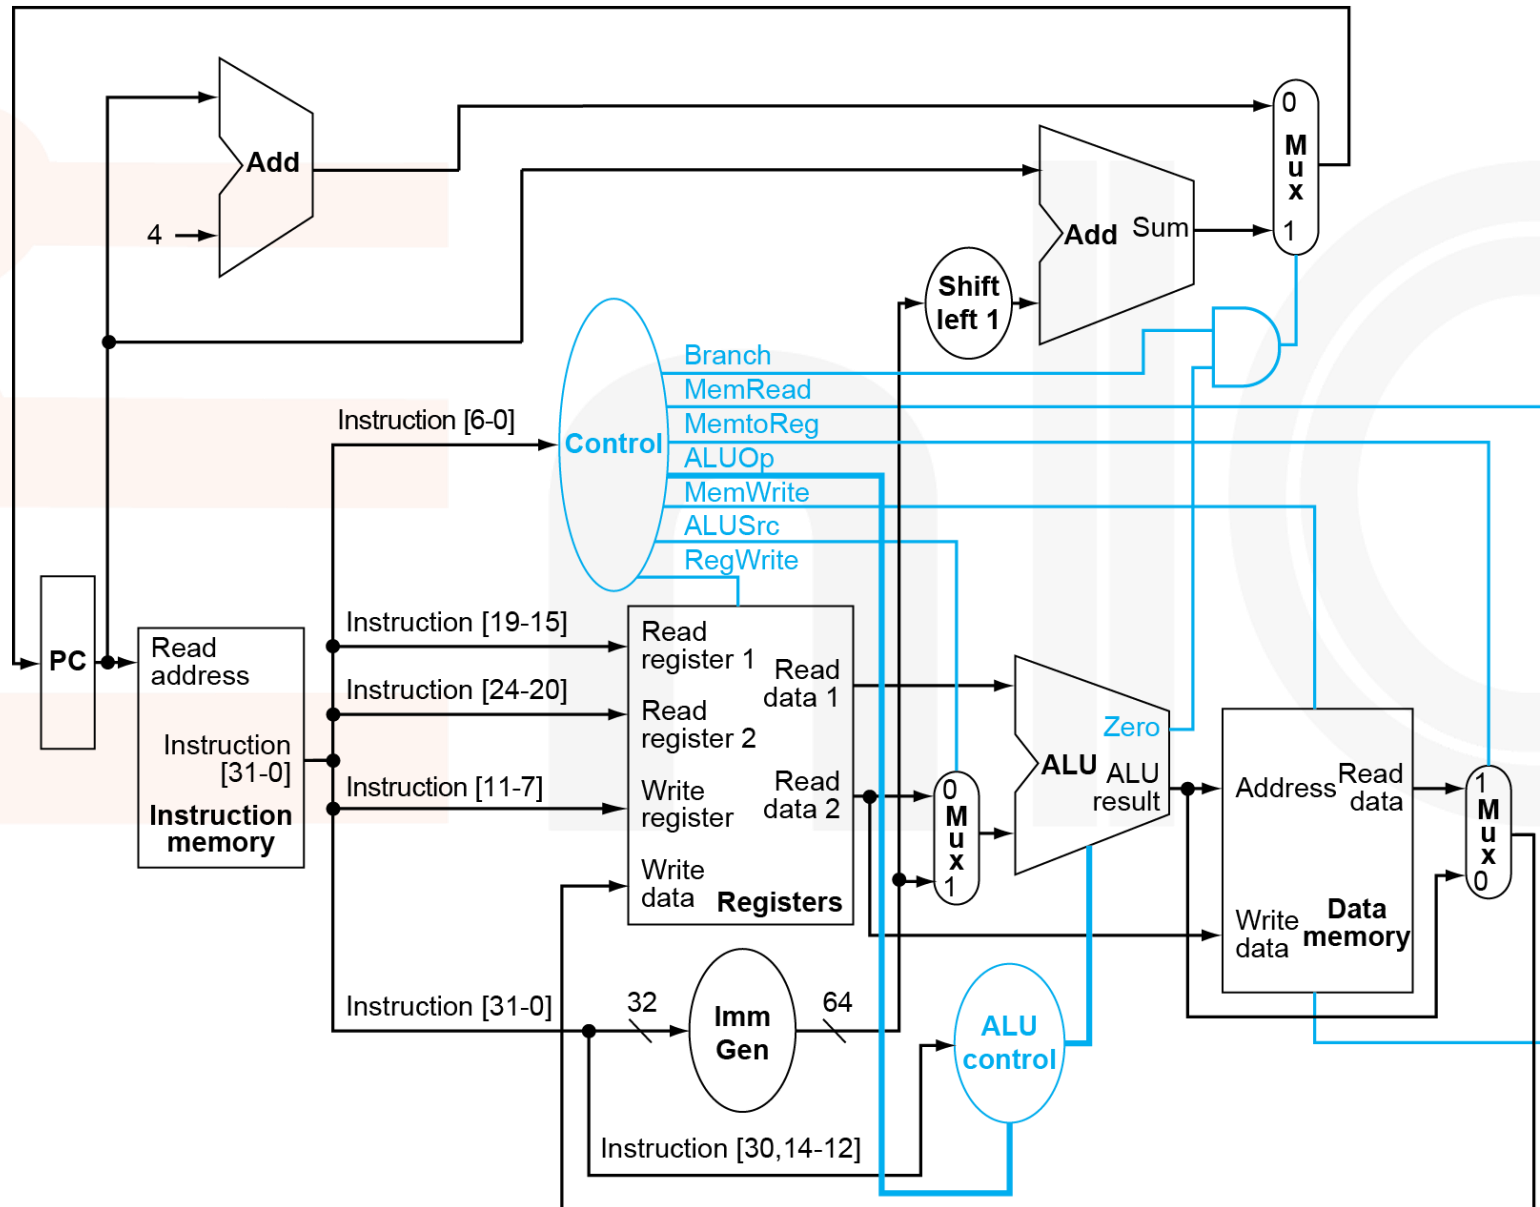 0
M
u
x
1
Add
4
Add
Sum
Shift
left 1
Branch
MemRead
MemtoReg
ALUOp
MemWrite
ALUSrc
RegWrite
Control
Instruction [6-0]
Instruction [19-15]
Instruction [24-20]
Instruction [11-7]
Instruction [31-0]
PC
Read
address
Instruction
[31-0]
Instruction
memory
Read
register 1
Read
register 2
Write
register
Write
data
Read
data 1
Read
data 2
Registers
0
M
u
x
1
Zero
ALU
ALU
result
Address
Read
data
Write
data
Data
memory
1
M
u
x
0
32
Imm
Gen
64
ALU
control
Instruction [30,14-12]